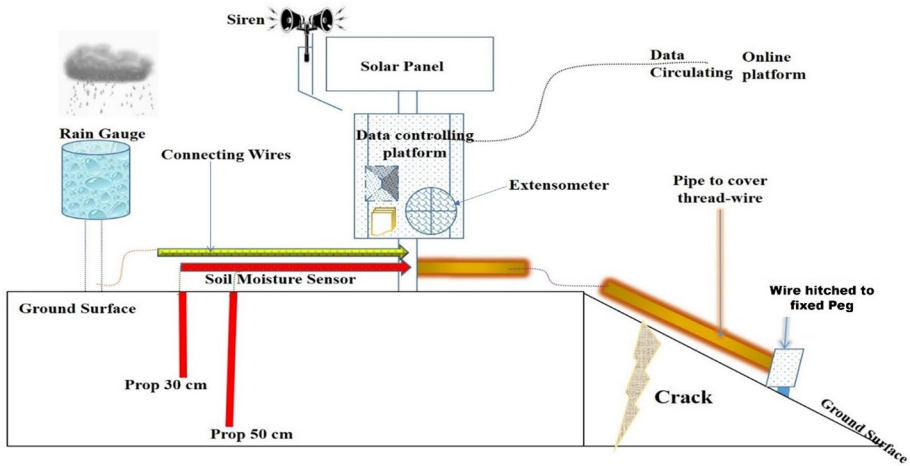 Siren
Solar Panel
Data
Circulating
Online
platform
Rain Gauge
Data controlling
platform
Connecting Wires
Extensometer
Pipe to cover
thread-wire
Soil Moisture Sensor
Ground Surface
Wire hitched to
fixed Peg
Prop 30 cm
Prop 50 cm
Crack
Ground Surface